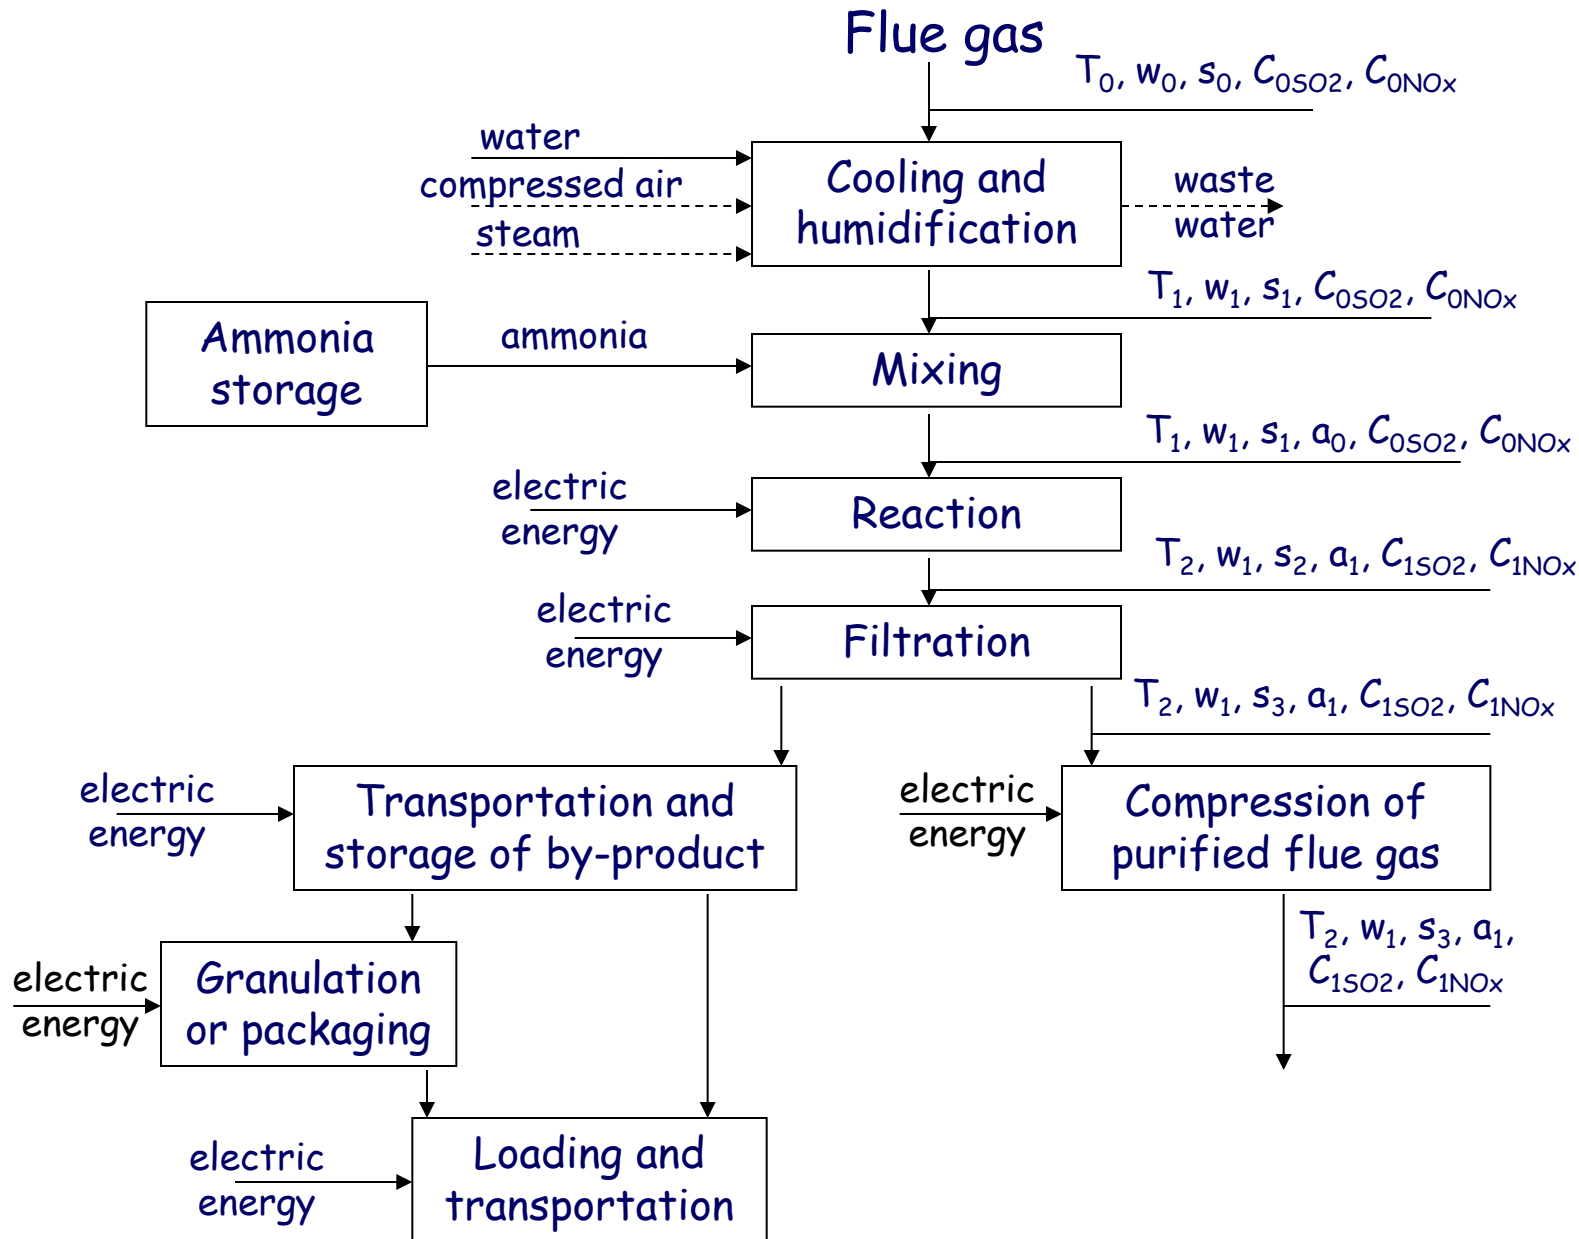 Flue gas
T₀, w₀, s₀, C₀SO2, C₀NOx
water
compressed air
steam
Cooling and
humidification
waste
water
T₁, w₁, s₁, C₀SO2, C₀NOx
Ammonia
storage
ammonia
Mixing
T₁, w₁, s₁, a₀, C₀SO2, C₀NOx
electric
energy
Reaction
T₂, w₁, s₂, a₁, C₁SO2, C₁NOx
electric
energy
Filtration
T₂, w₁, s₃, a₁, C₁SO2, C₁NOx
electric
energy
Transportation and
storage of by-product
electric
energy
Compression of
purified flue gas
T₂, w₁, s₃, a₁,
C₁SO2, C₁NOx
electric
energy
Granulation
or packaging
electric
energy
Loading and
transportation